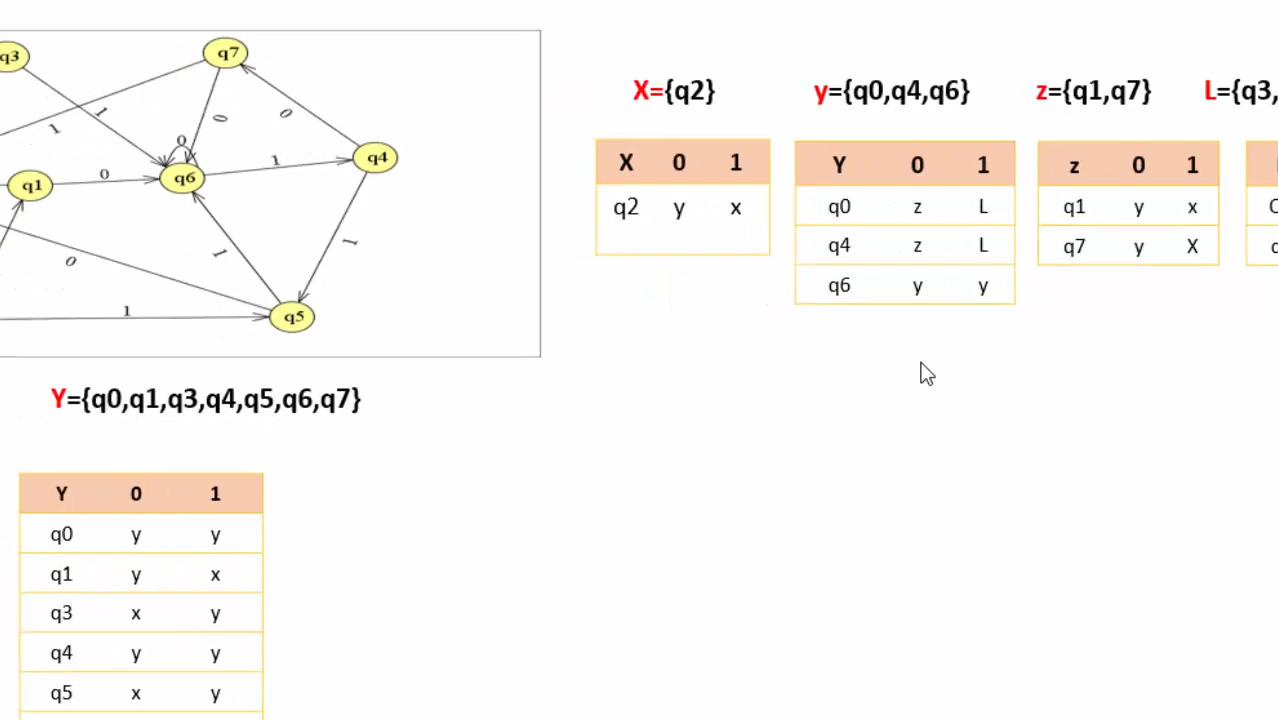 q3
q7
1
1
0
0
0
q4
q1
0
q6
1
0
1
1
1
q5
X={q2}
y={q0,q4,q6}
z={q1,q7}
L={q3,
X 0 1
q2 y x
Y 0 1
q0 z L
q4 z L
q6 y y
z 0 1
q1 y x
q7 y X
Y={q0,q1,q3,q4,q5,q6,q7}
Y 0 1
q0 y y
q1 y x
q3 x y
q4 y y
q5 x y